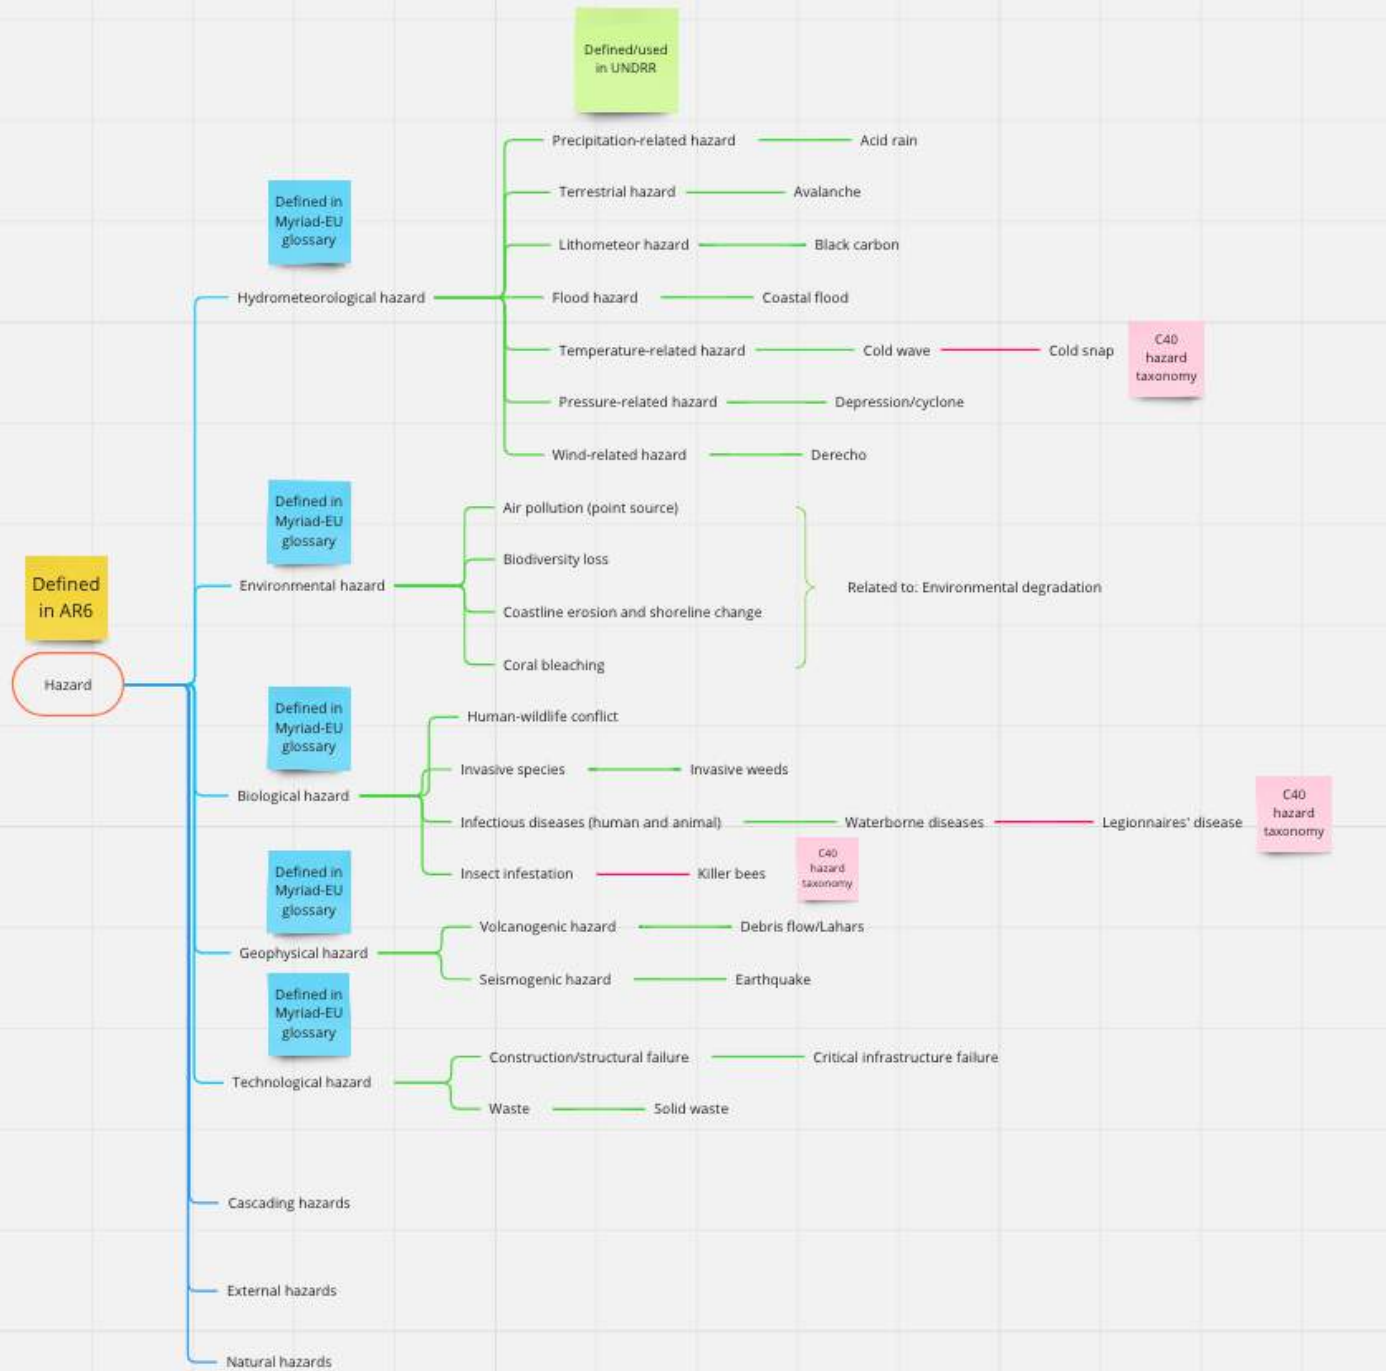 Defined/used
in UNDRR
Precipitation-related hazard
Acid rain
Terrestrial hazard
Avalanche
Defined in
Myriad-EU
glossary
Lithometeor hazard
Black carbon
Hydrometeorological hazard
Flood hazard
Coastal flood
Temperature-related hazard
Cold wave
Cold snap
C40
hazard
taxonomy
Pressure-related hazard
Depression/cyclone
Wind-related hazard
Derecho
Defined in
Myriad-EU
glossary
Air pollution (point source)
Biodiversity loss
Environmental hazard
Related to: Environmental degradation
Coastline erosion and shoreline change
Coral bleaching
Defined
in AR6
Hazard
Defined in
Myriad-EU
glossary
Human-wildlife conflict
Invasive species
Invasive weeds
Biological hazard
Infectious diseases (human and animal)
Waterborne diseases
Legionnaires' disease
C40
hazard
taxonomy
Insect infestation
Killer bees
C40
hazard
taxonomy
Defined in
Myriad-EU
glossary
Volcanogenic hazard
Debris flow/Lahars
Geophysical hazard
Seismogenic hazard
Earthquake
Defined in
Myriad-EU
glossary
Construction/structural failure
Critical infrastructure failure
Technological hazard
Waste
Solid waste
Cascading hazards
External hazards
Natural hazards